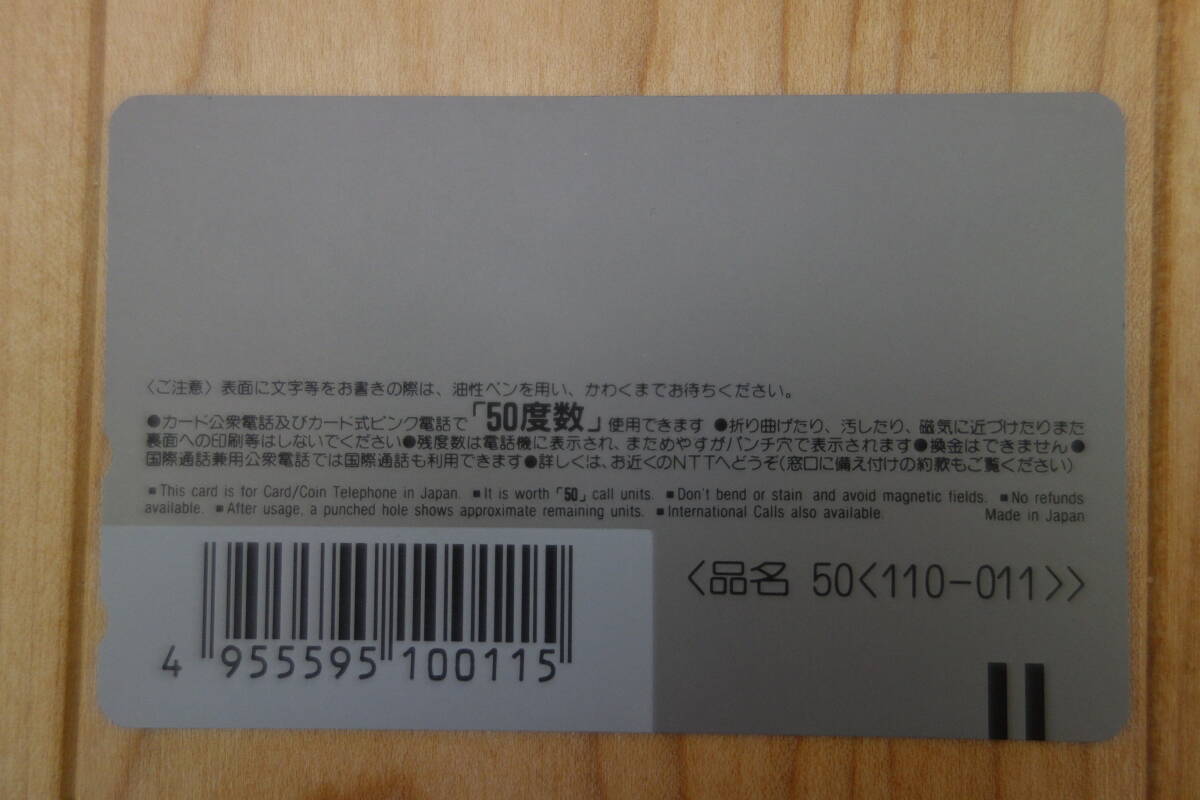 〈ご注意〉表面に文字等をお書きの際は、油性ペンを用い、かわくまでお待ちください。
●カード公衆電話及びカード式ピンク電話で「50度数」使用できます ●折り曲げたり、汚したり、磁気に近づけたりまた
裏面への印刷等はしないでください●残度数は電話機に表示され、まためやすがパンチ穴で表示されます●換金はできません●
国際通話兼用公衆電話では国際通話も利用できます●詳しくは、お近くのNTTへどうぞ(窓口に備え付けの約款もご覧ください)
■This card is for Card/Coin Telephone in Japan. ■It is worth「50」call units. ■Don't bend or stain and avoid magnetic fields. ■No refunds
available. ■After usage, a punched hole shows approximate remaining units. ■International Calls also available. Made in Japan
〈品名 50〈110-011〉〉
4 955595 100115